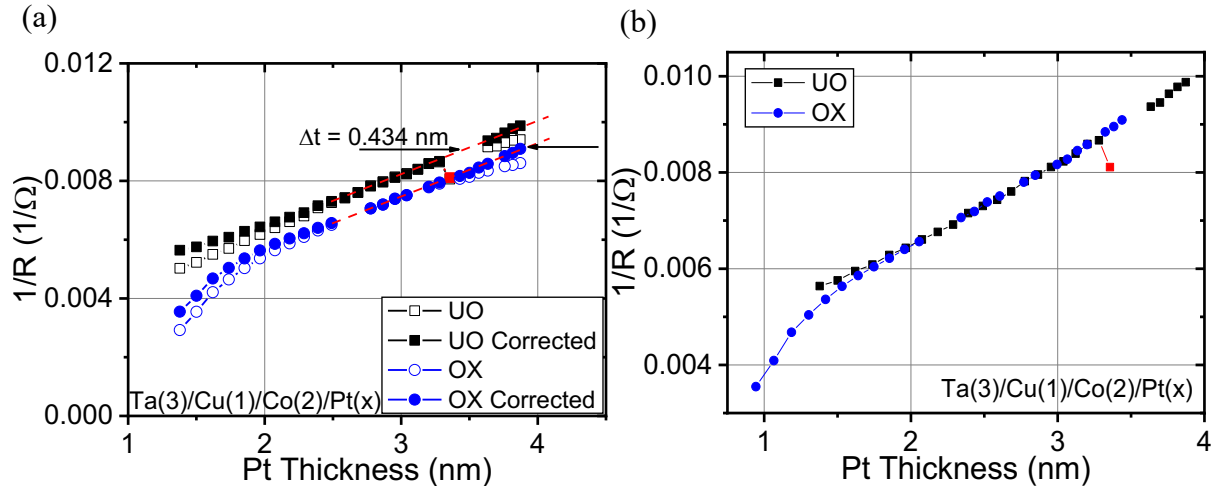 (a)
0.012
0.008
0.004
0.000
1/R (1/Ω)
Δt = 0.434 nm
UO
UO Corrected
OX
OX Corrected
Ta(3)/Cu(1)/Co(2)/Pt(x)
1 2 3 4
Pt Thickness (nm)
(b)
0.010
0.008
0.006
0.004
1/R (1/Ω)
UO
OX
Ta(3)/Cu(1)/Co(2)/Pt(x)
1 2 3 4
Pt Thickness (nm)